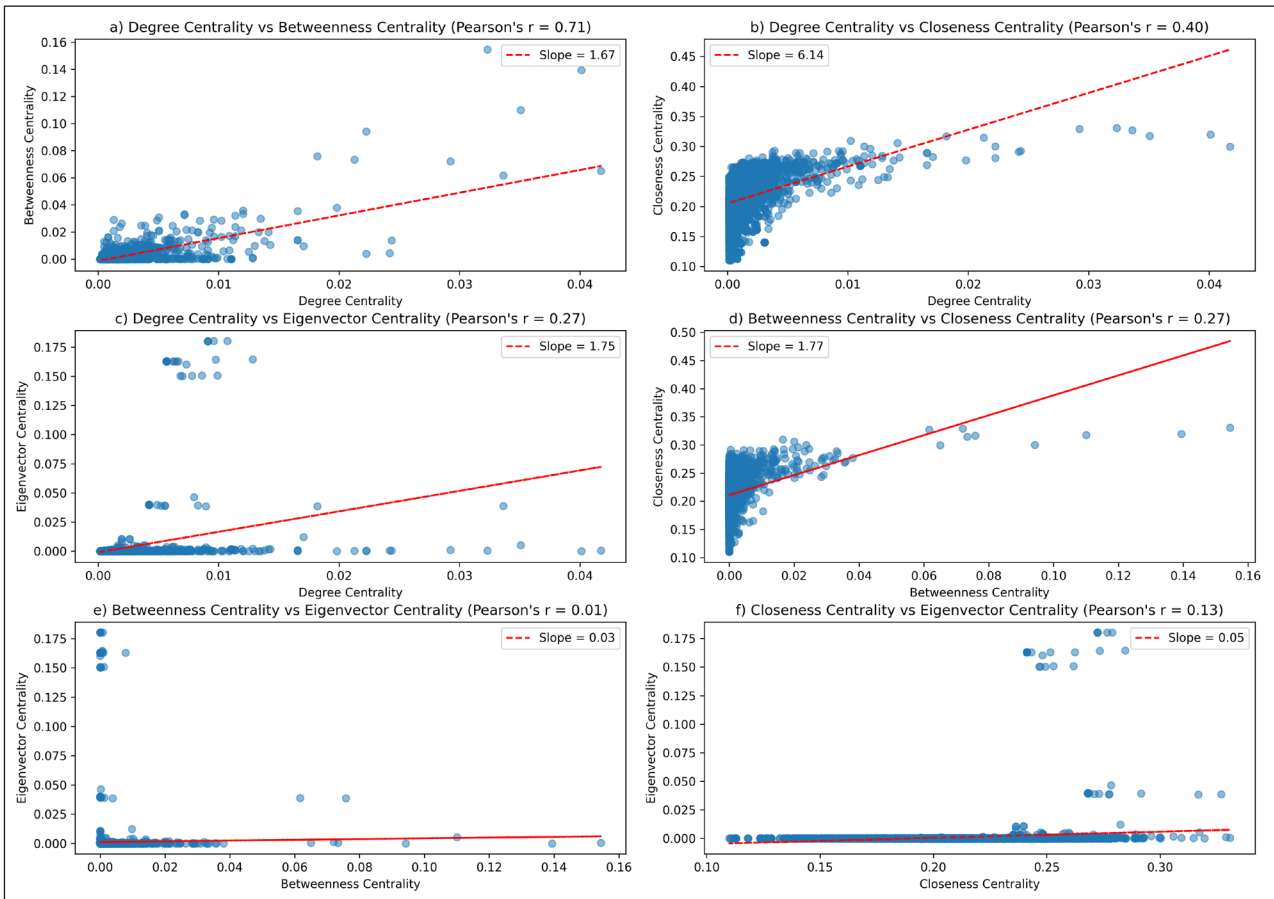 a) Degree Centrality vs Betweenness Centrality (Pearson's r = 0.71)
Slope = 1.67
Betweenness Centrality
0.16
0.14
0.12
0.10
0.08
0.06
0.04
0.02
0.00
0.00 0.01 0.02 0.03 0.04
Degree Centrality
b) Degree Centrality vs Closeness Centrality (Pearson's r = 0.40)
Slope = 6.14
Closeness Centrality
0.45
0.40
0.35
0.30
0.25
0.20
0.15
0.10
0.00 0.01 0.02 0.03 0.04
Degree Centrality
c) Degree Centrality vs Eigenvector Centrality (Pearson's r = 0.27)
Slope = 1.75
Eigenvector Centrality
0.175
0.150
0.125
0.100
0.075
0.050
0.025
0.000
0.00 0.01 0.02 0.03 0.04
Degree Centrality
d) Betweenness Centrality vs Closeness Centrality (Pearson's r = 0.27)
Slope = 1.77
Closeness Centrality
0.50
0.45
0.40
0.35
0.30
0.25
0.20
0.15
0.10
0.00 0.02 0.04 0.06 0.08 0.10 0.12 0.14 0.16
Betweenness Centrality
e) Betweenness Centrality vs Eigenvector Centrality (Pearson's r = 0.01)
Slope = 0.03
Eigenvector Centrality
0.175
0.150
0.125
0.100
0.075
0.050
0.025
0.000
0.00 0.02 0.04 0.06 0.08 0.10 0.12 0.14 0.16
Betweenness Centrality
f) Closeness Centrality vs Eigenvector Centrality (Pearson's r = 0.13)
Slope = 0.05
Eigenvector Centrality
0.175
0.150
0.125
0.100
0.075
0.050
0.025
0.000
0.10 0.15 0.20 0.25 0.30
Closeness Centrality